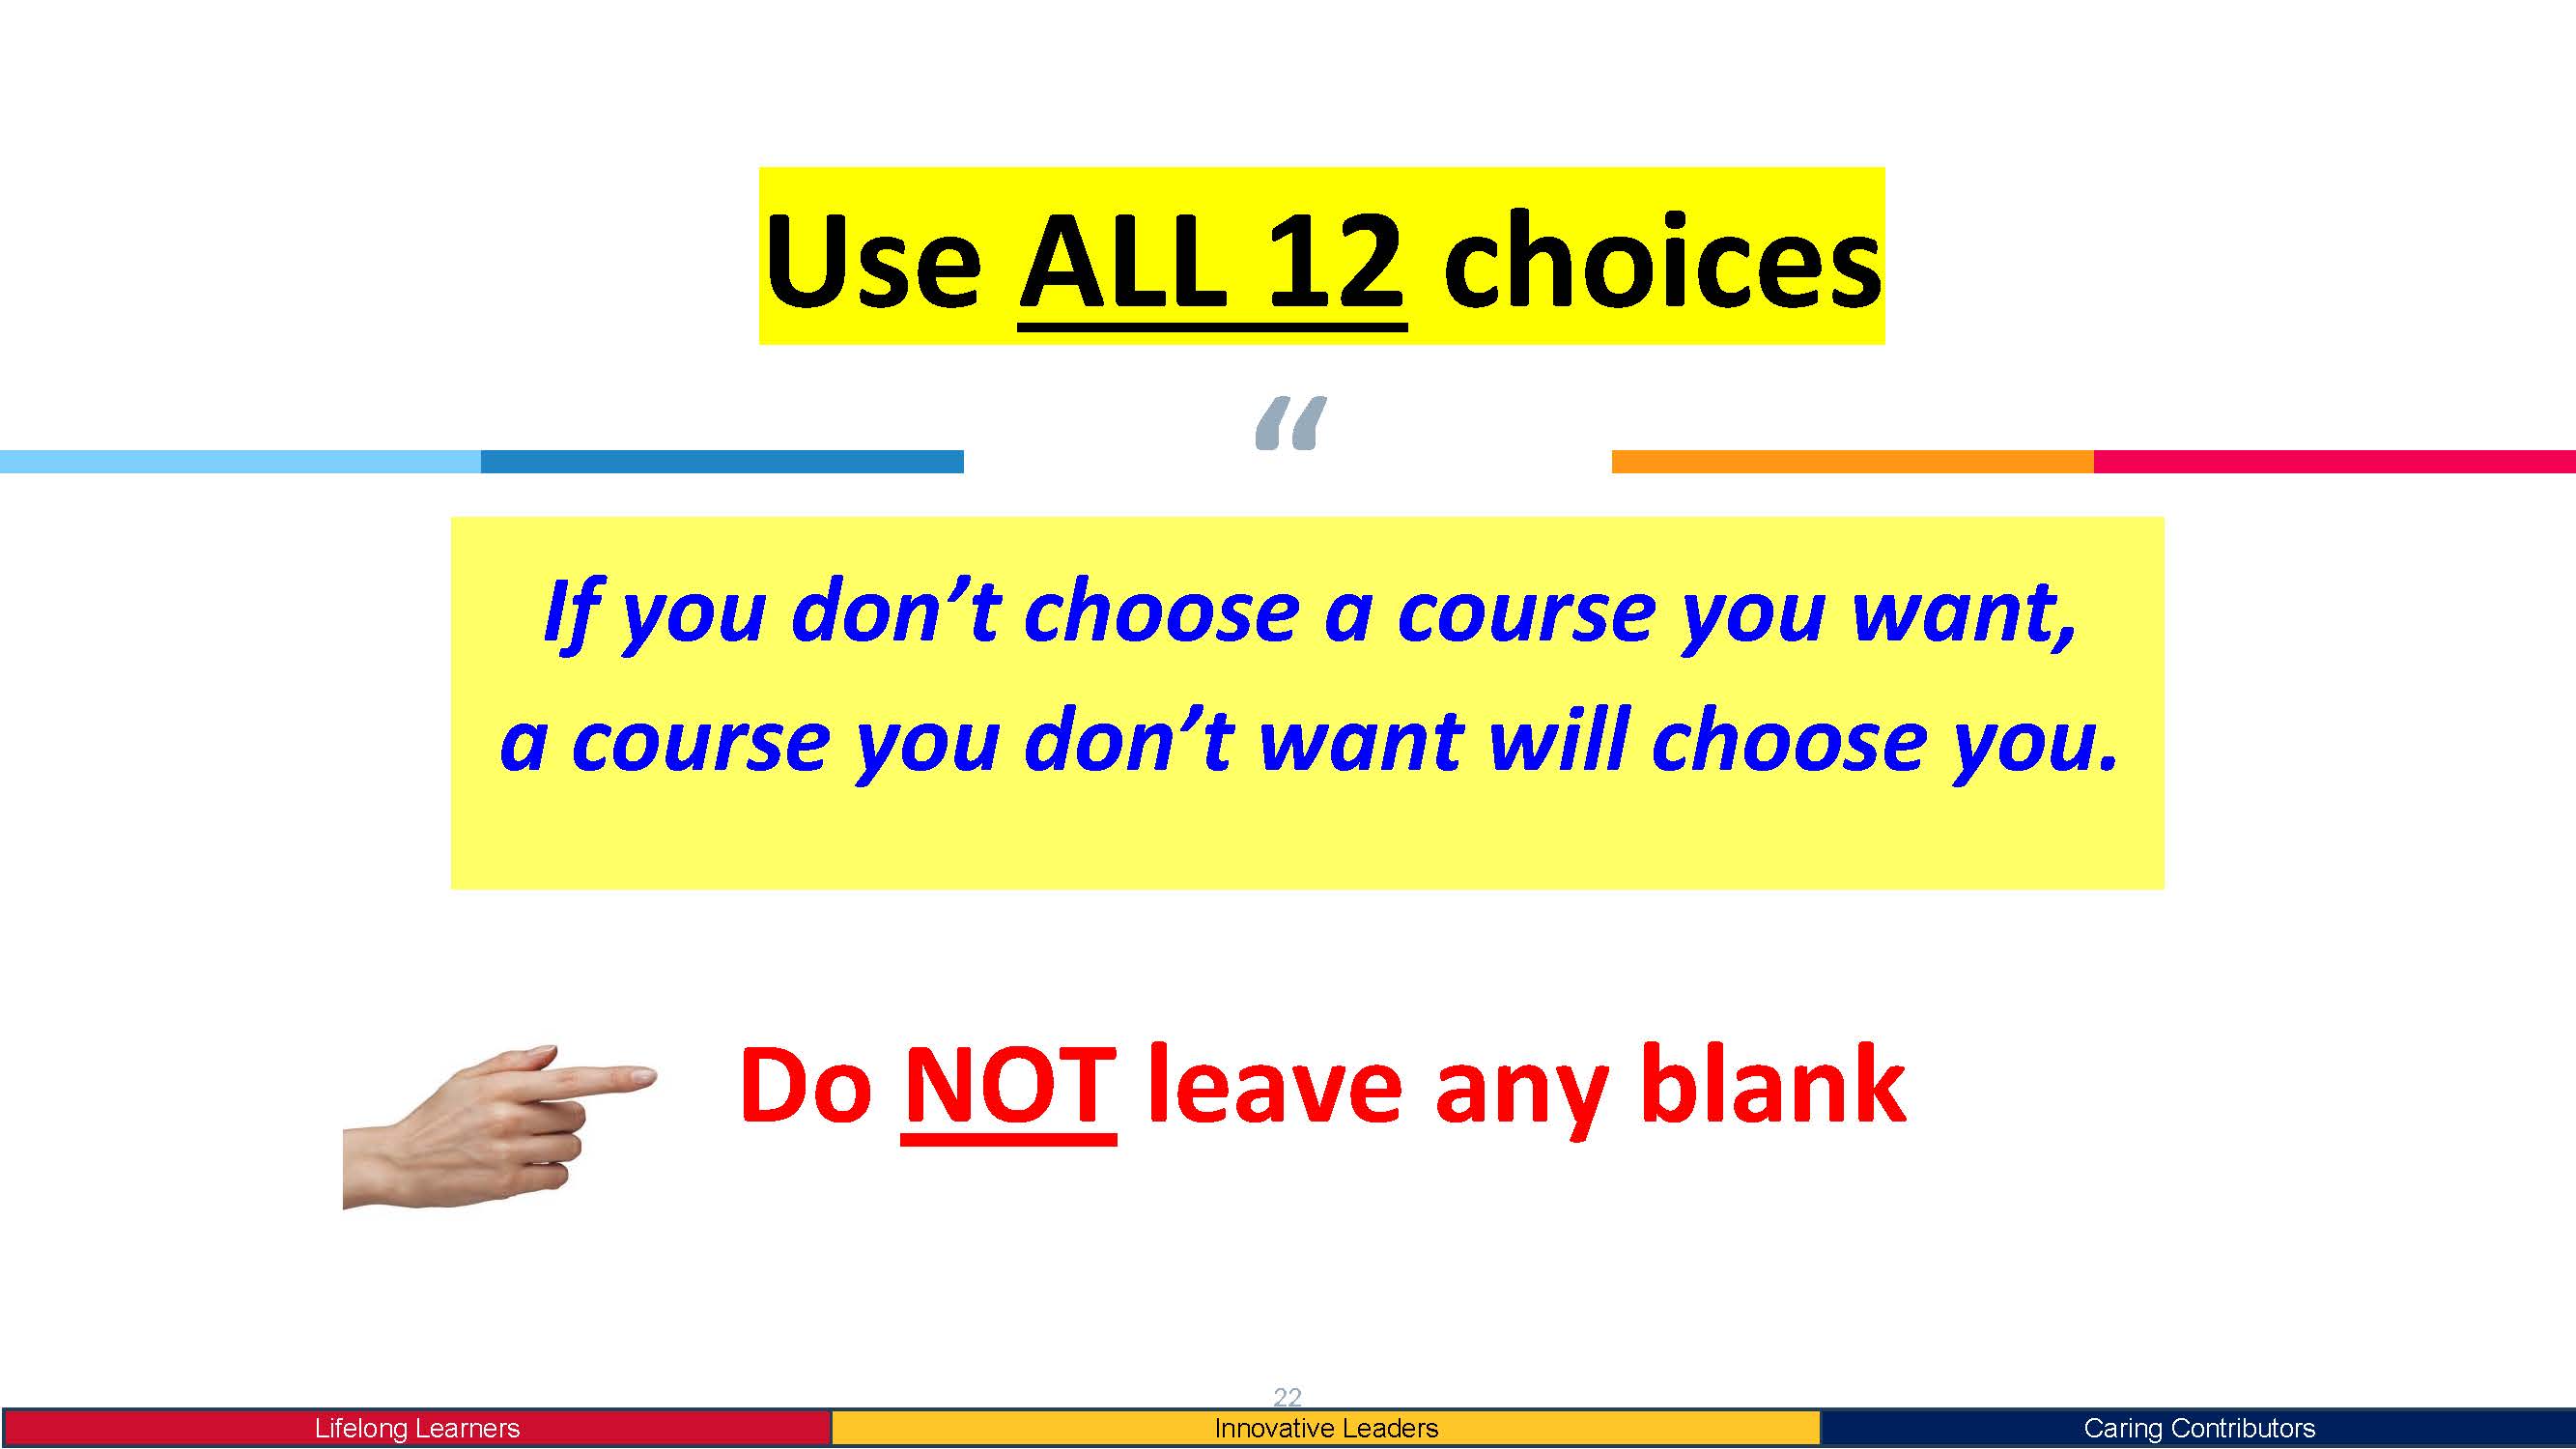 Use ALL 12 choices
“
If you don’t choose a course you want,
a course you don’t want will choose you.
Do NOT leave any blank
22
Lifelong Learners
Innovative Leaders
Caring Contributors